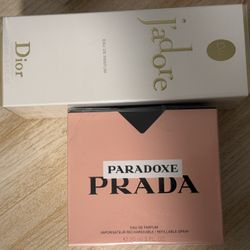 Dior
EAU DE PARFUM
j'adore
PARADOXE
PRADA
EAU DE PARFUM
VAPORISATEUR RECHARGEABLE / REFILLABLE SPRAY